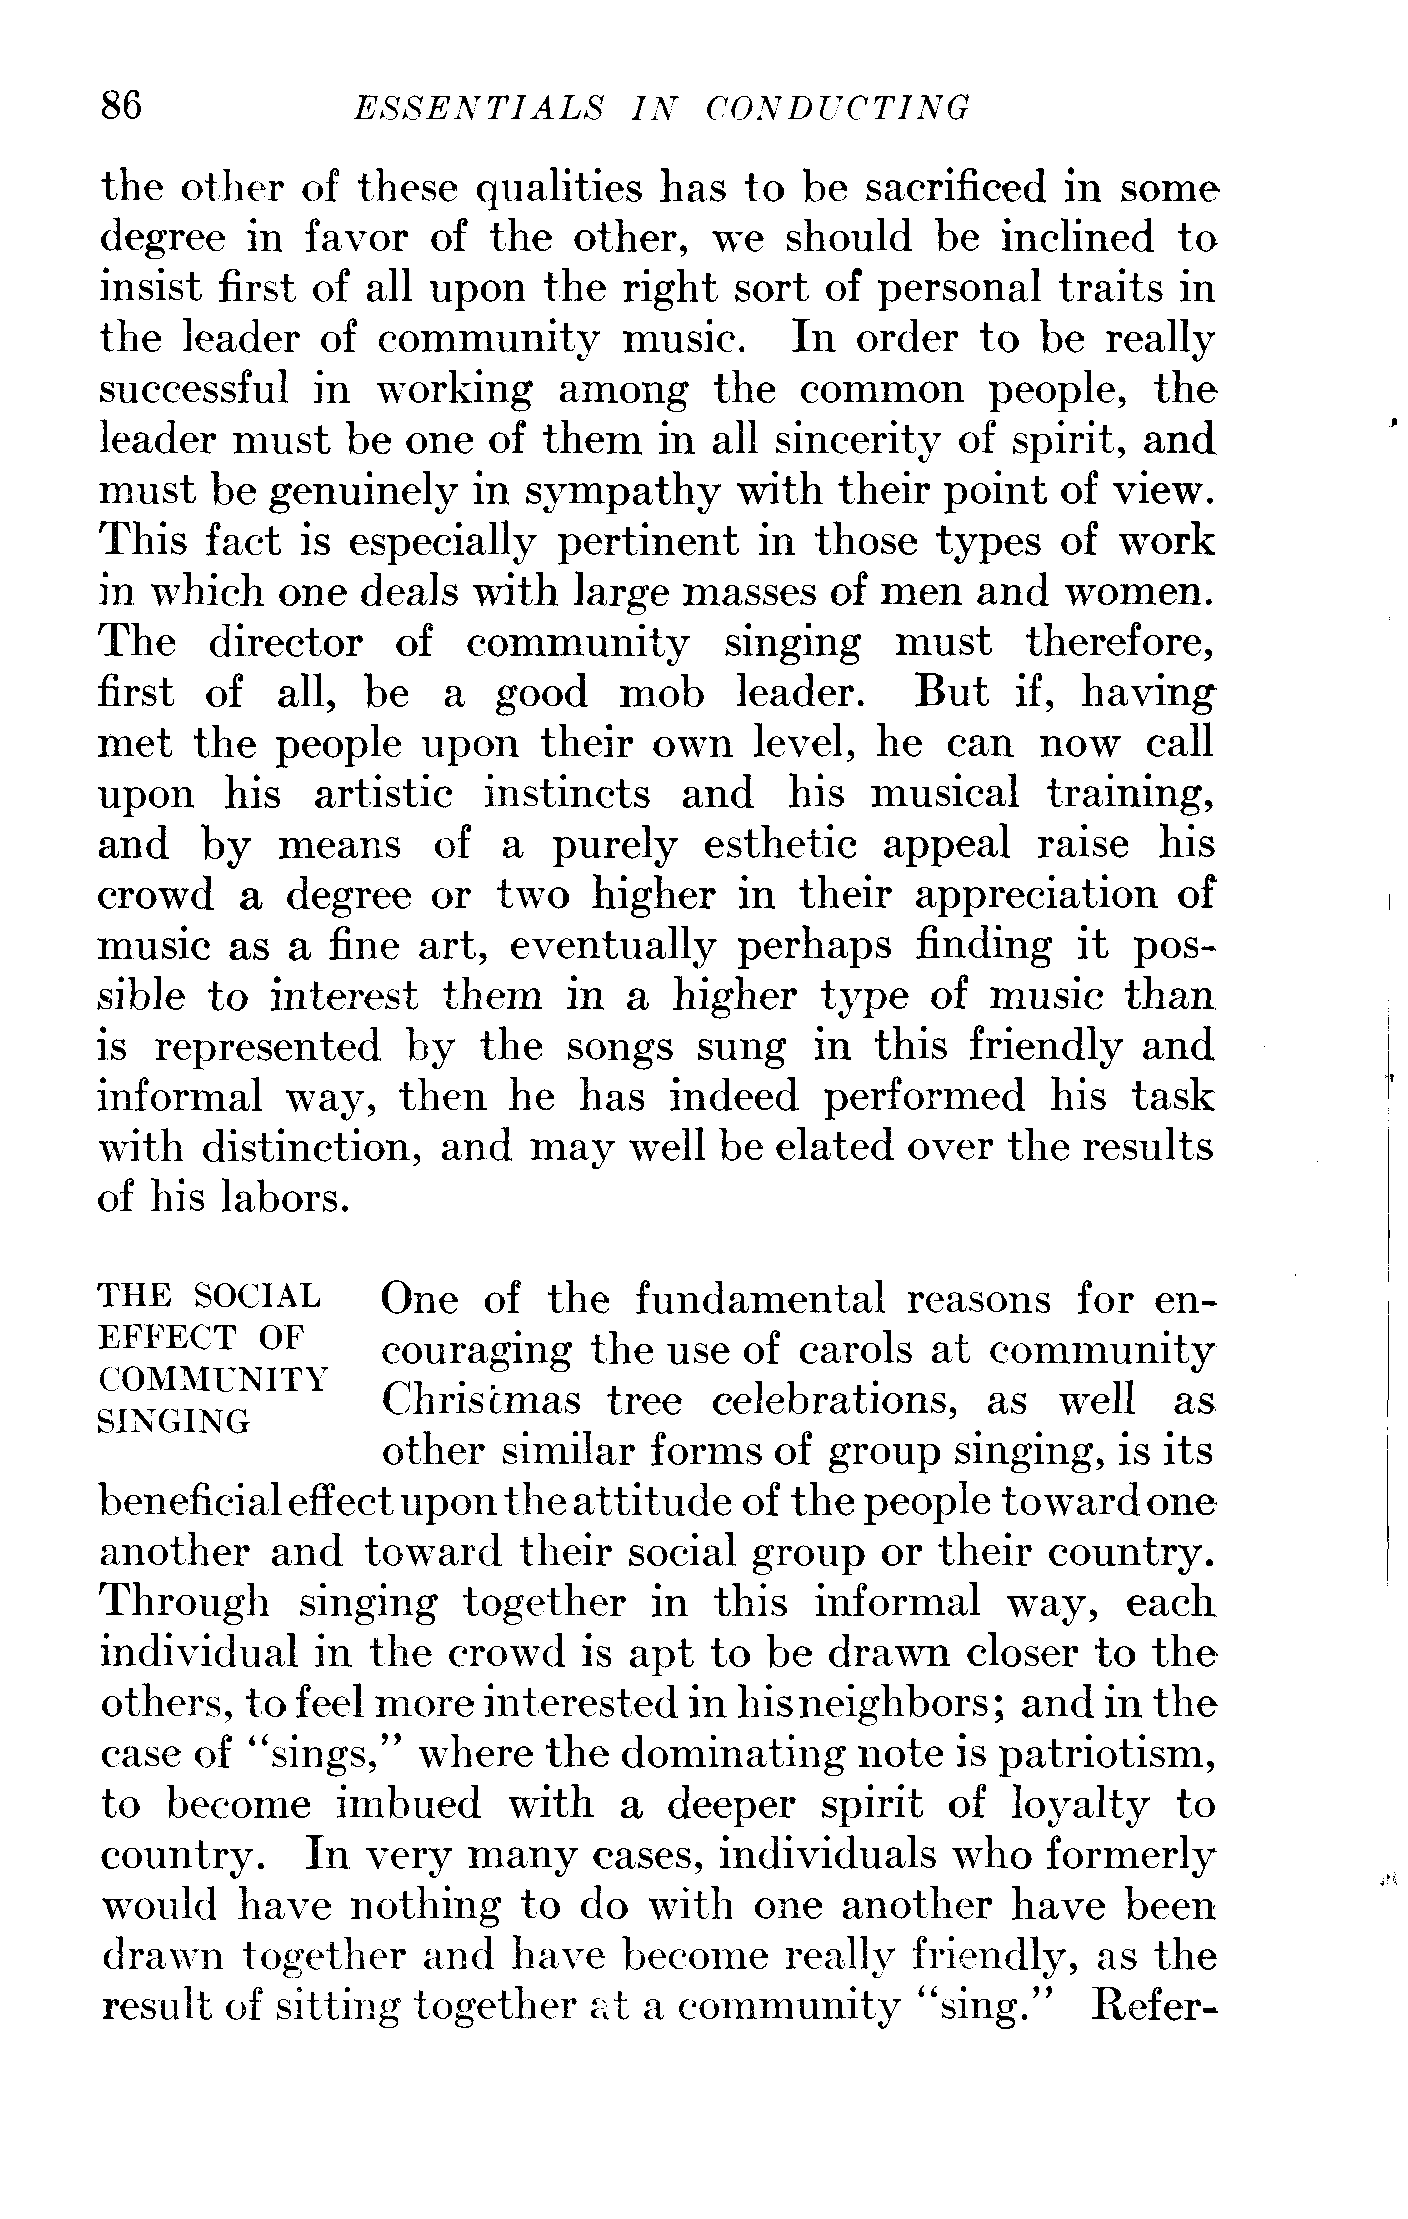 86 ESSENTIALS IN CONDUCTING
the other of these qualities has to be sacrificed in some
degree in favor of the other, we should be inclined to
insist first of all upon the right sort of personal traits in
the leader of community music. In order to be really
successful in working among the common people, the
leader must be one of them in all sincerity of spirit, and
must be genuinely in sympathy with their point of view.
This fact is especially pertinent in those types of work
in which one deals with large masses of men and women.
The director of community singing must therefore,
first of all, be a good mob leader. But if, having
met the people upon their own level, he can now call
upon his artistic instincts and his musical training,
and by means of a purely esthetic appeal raise his
crowd a degree or two higher in their appreciation of
music as a fine art, eventually perhaps finding it pos-
sible to interest them in a higher type of music than
is represented by the songs sung in this friendly and
informal way, then he has indeed performed his task
with distinction, and may well be elated over the results
of his labors.
THE SOCIAL
EFFECT OF
COMMUNITY
SINGING
One of the fundamental reasons for en-
couraging the use of carols at community
Christmas tree celebrations, as well as
other similar forms of group singing, is its
beneficial effect upon the attitude of the people toward one
another and toward their social group or their country.
Through singing together in this informal way, each
individual in the crowd is apt to be drawn closer to the
others, to feel more interested in his neighbors; and in the
case of "sings," where the dominating note is patriotism,
to become imbued with a deeper spirit of loyalty to
country. In very many cases, individuals who formerly
would have nothing to do with one another have been
drawn together and have become really friendly, as the
result of sitting together at a community "sing." Refer-